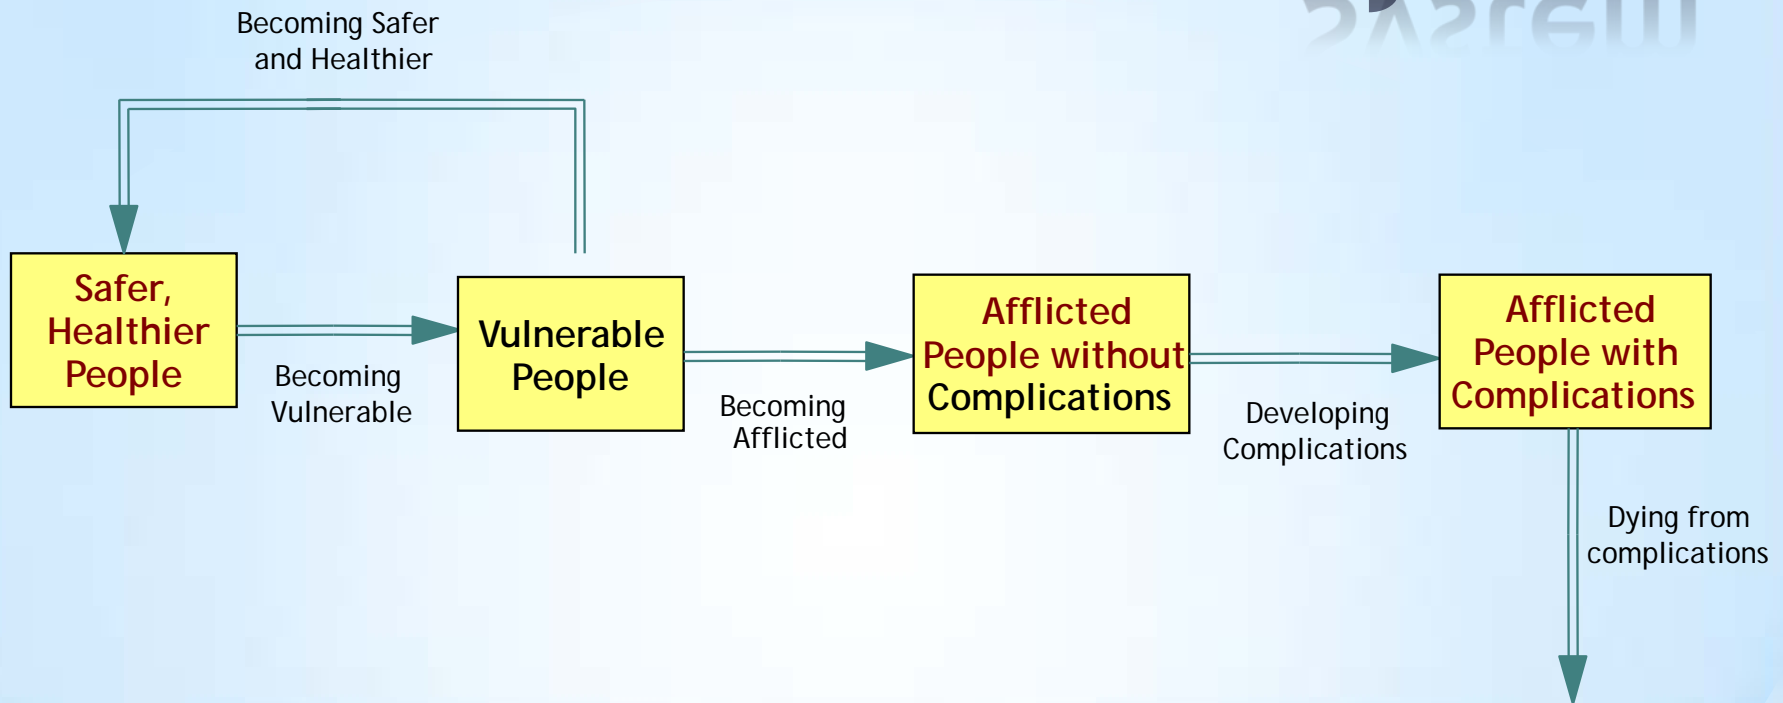 Becoming Safer
and Healthier
System
Safer,
Healthier
People
Becoming
Vulnerable
Vulnerable
People
Becoming
Afflicted
Afflicted
People without
Complications
Developing
Complications
Afflicted
People with
Complications
Dying from
complications